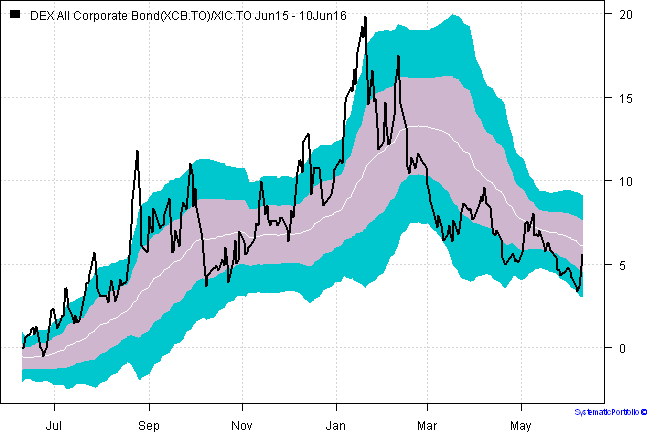 DEX All Corporate Bond(XCB.TO)/XIC.TO Jun15 - 10Jun16
20
15
10
5
0
Jul Sep Nov Jan Mar May
SystematicPortfolio ©